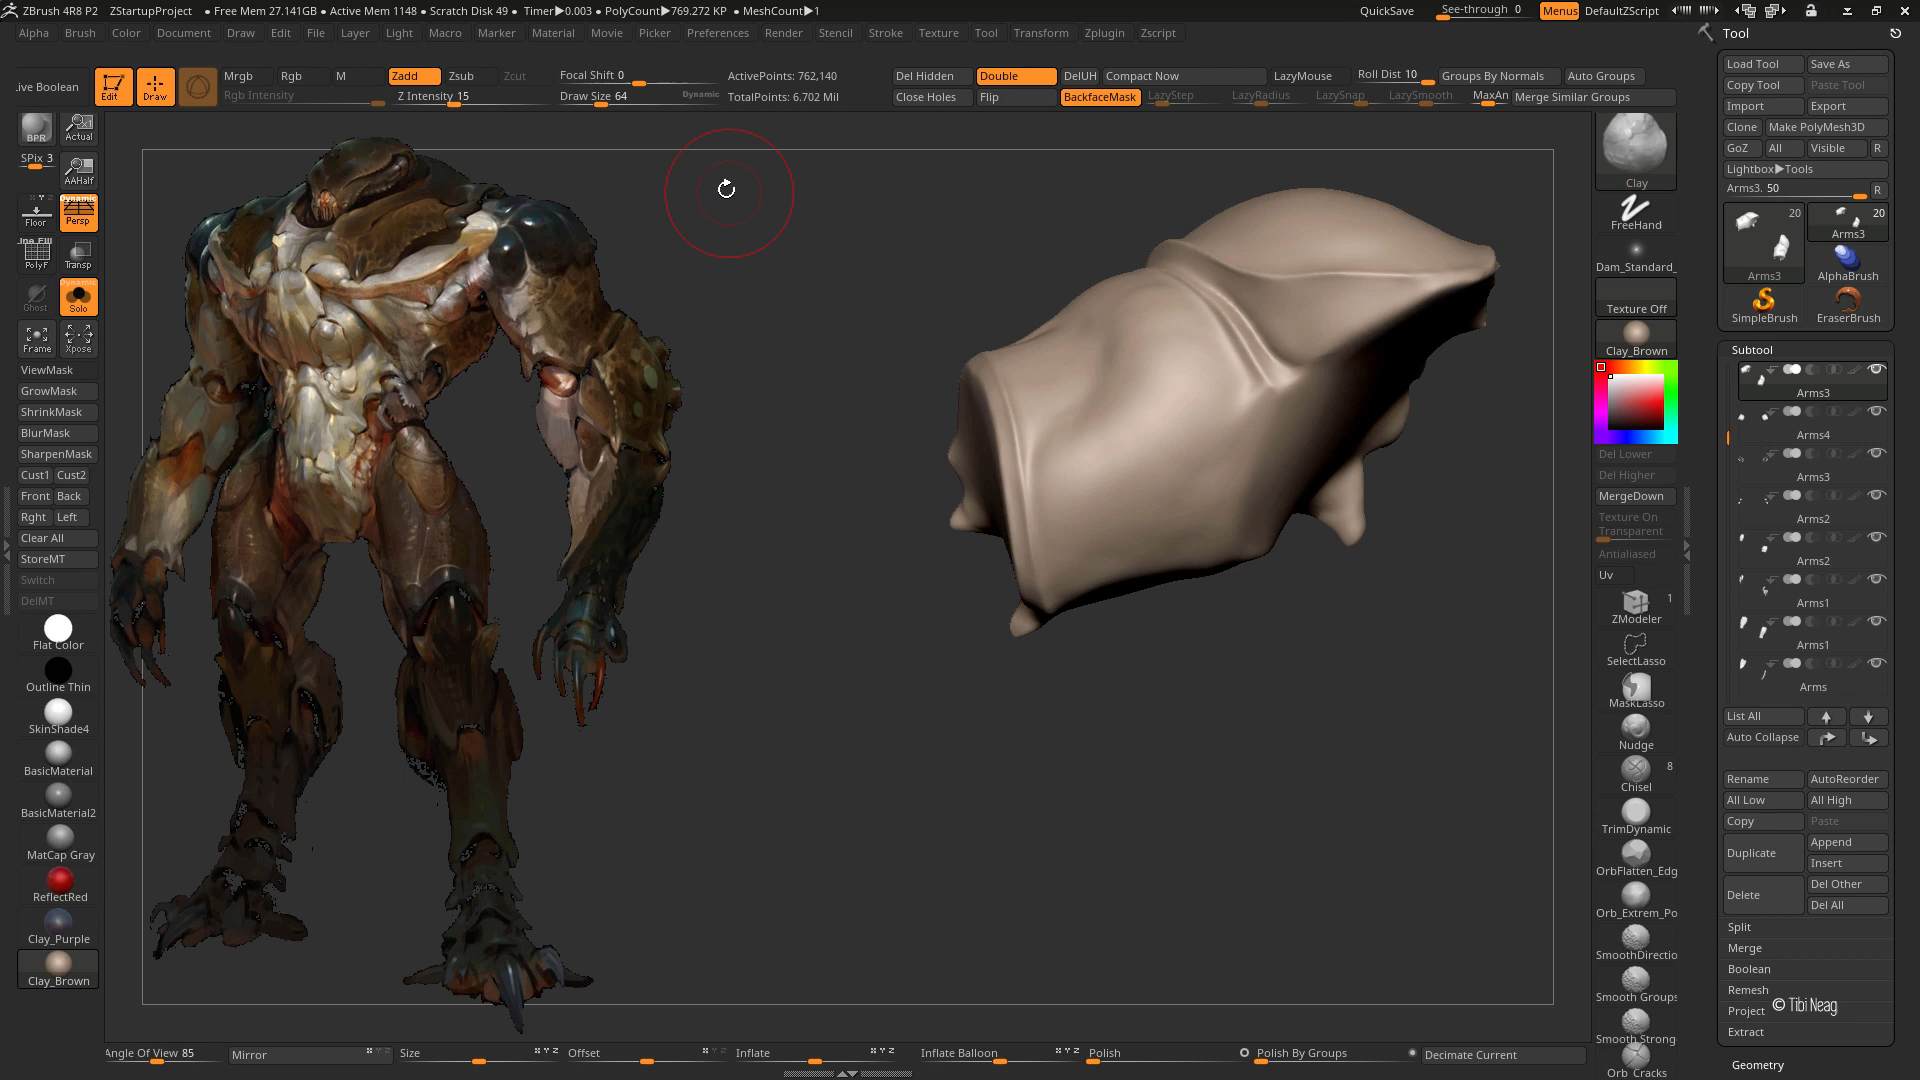 ZBrush 4R8 P2 ZStartupProject • Free Mem 27.141GB • Active Mem 1148 • Scratch Disk 49 • Timer▶0.003 • PolyCount▶769.272 KP • MeshCount▶1 QuickSave See-through 0 Menus DefaultZScript
Alpha Brush Color Document Draw Edit File Layer Light Macro Marker Material Movie Picker Preferences Render Stencil Stroke Texture Tool Transform Zplugin Zscript
Tool
ive Boolean
Edit
Draw
Mrgb Rgb M Zadd Zsub Zcut
Rgb Intensity
Z Intensity 15
Focal Shift 0
Draw Size 64
Dynamic
ActivePoints: 762,140
TotalPoints: 6.702 Mil
Del Hidden Double DelUH Compact Now LazyMouse Roll Dist 10 Groups By Normals Auto Groups
Close Holes Flip BackfaceMask LazyStep LazyRadius LazySnap LazySmooth MaxAn Merge Similar Groups
BPR
Actual
SPix 3
AAHalf
Floor
Dynamic
Persp
PolyF
Transp
Ghost
Dynamic
Solo
Frame
Xpose
ViewMask
GrowMask
ShrinkMask
BlurMask
SharpenMask
Cust1 Cust2
Front Back
Rght Left
Clear All
StoreMT
Switch
DelMT
Flat Color
Outline Thin
SkinShade4
BasicMaterial
BasicMaterial2
MatCap Gray
ReflectRed
Clay_Purple
Clay_Brown
Clay
FreeHand
Dam_Standard_
Texture Off
Clay_Brown
Del Lower
Del Higher
MergeDown
Texture On
Transparent
Antialiased
Uv
1
ZModeler
SelectLasso
MaskLasso
Nudge
8
Chisel
TrimDynamic
OrbFlatten_Edg
Orb_Extrem_Po
SmoothDirectio
Smooth Groups
Smooth Strong
Orb_Cracks
Load Tool Save As
Copy Tool Paste Tool
Import Export
Clone Make PolyMesh3D
GoZ All Visible R
Lightbox▶Tools
Arms3. 50 R
20
Arms3
20
Arms3
AlphaBrush
SimpleBrush
EraserBrush
Subtool
Arms3
Arms4
Arms3
Arms2
Arms2
Arms1
Arms1
Arms
List All
Auto Collapse
Rename AutoReorder
All Low All High
Copy Paste
Duplicate Append
Insert
Delete Del Other
Del All
Split
Merge
Boolean
Remesh
Project
© Tibi Neag
Extract
Geometry
Angle Of View 85 Mirror Size Offset Inflate Inflate Balloon Polish Polish By Groups Decimate Current